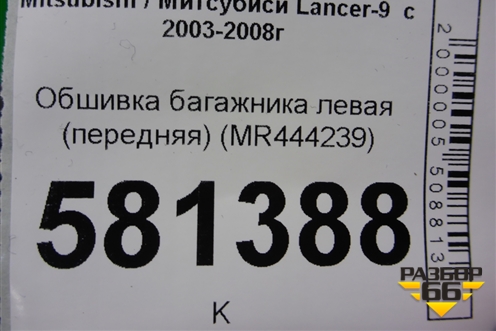 Mitsubishi / Митсубиси Lancer-9 с
2003-2008г
Обшивка багажника левая
(передняя) (MR444239)
581388
К
2000005508813
РАЗБОР
66